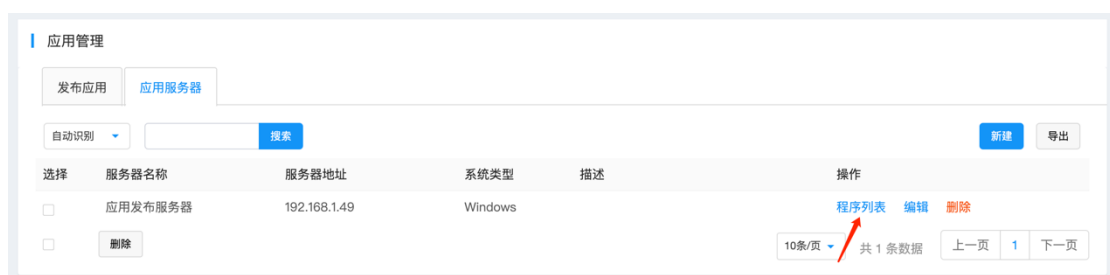 应用管理
发布应用 应用服务器
自动识别 搜索 新建 导出
选择 服务器名称 服务器地址 系统类型 描述 操作
应用发布服务器 192.168.1.49 Windows 程序列表 编辑 删除
删除 10条/页 共 1 条数据 上一页 1 下一页